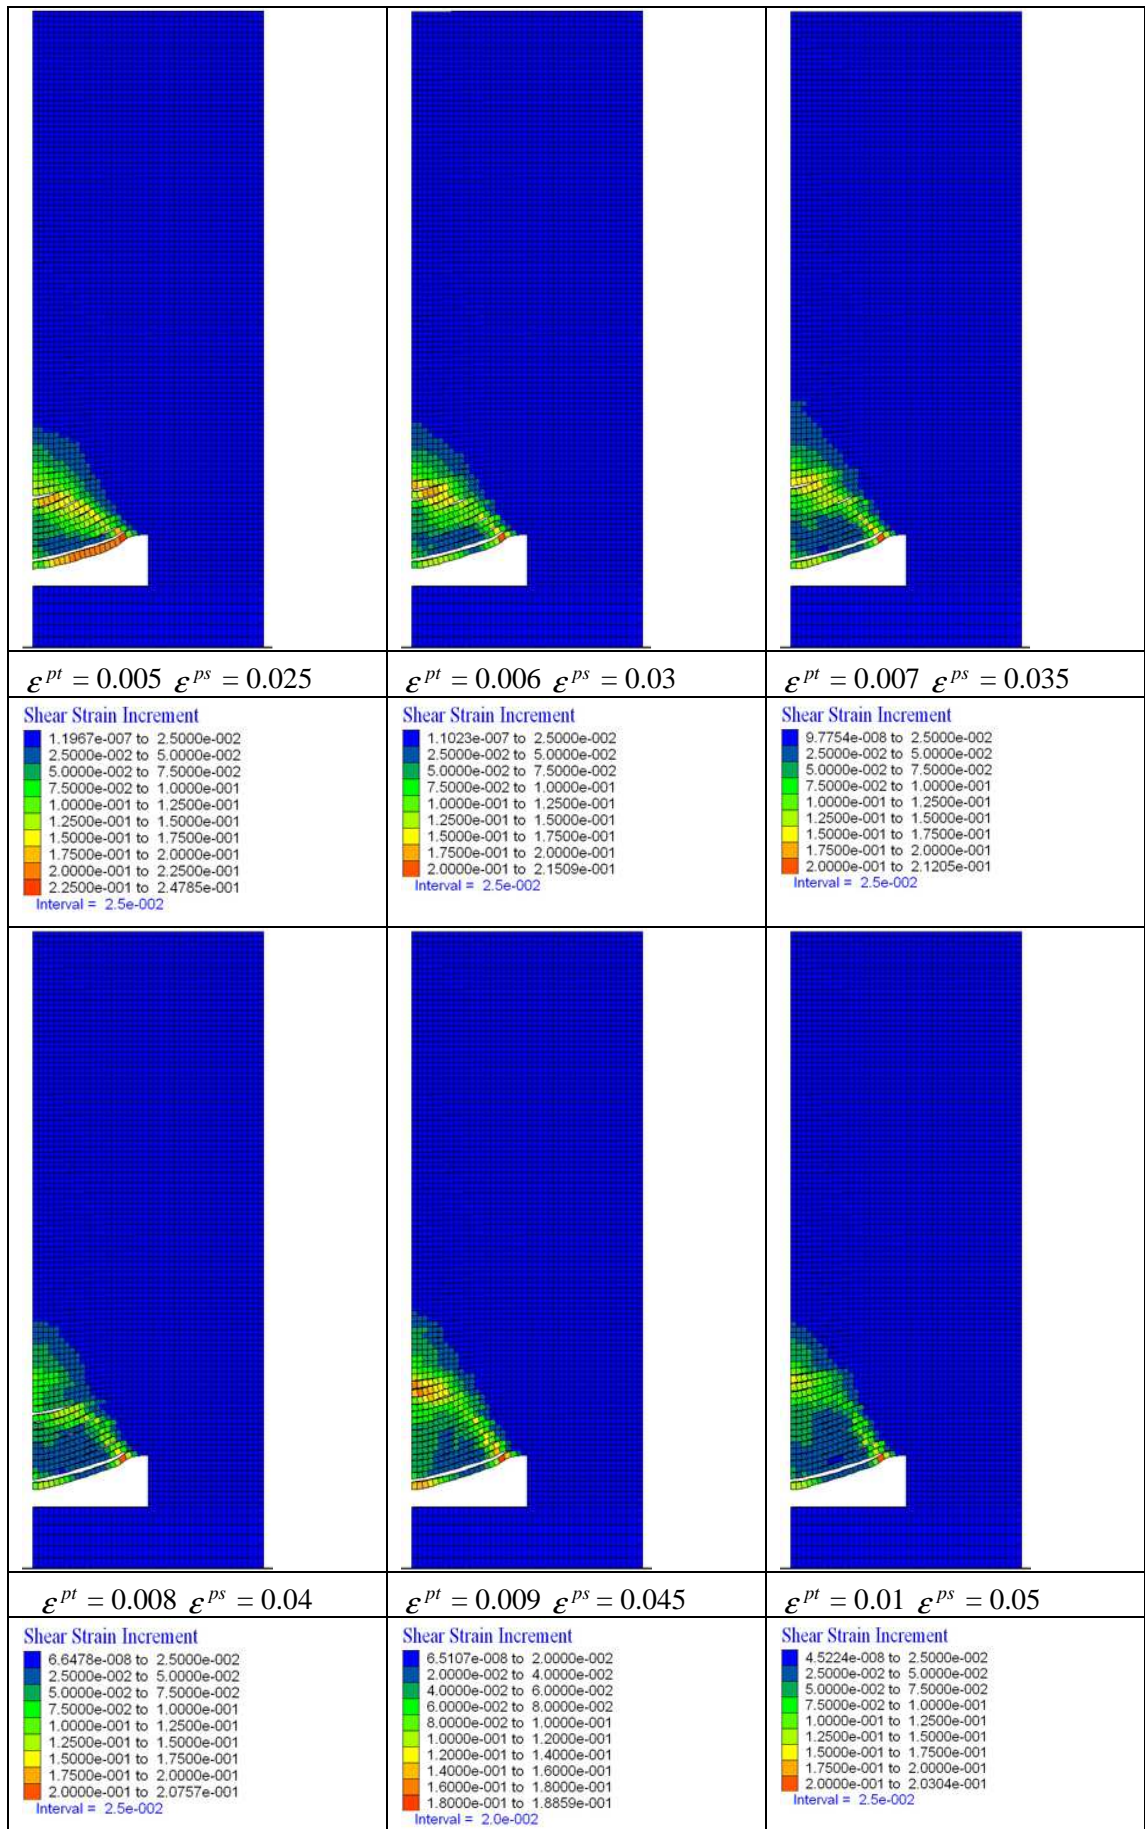 ε^pt = 0.005 ε^ps = 0.025
ε^pt = 0.006 ε^ps = 0.03
ε^pt = 0.007 ε^ps = 0.035
Shear Strain Increment
1.1967e-007 to 2.5000e-002
2.5000e-002 to 5.0000e-002
5.0000e-002 to 7.5000e-002
7.5000e-002 to 1.0000e-001
1.0000e-001 to 1.2500e-001
1.2500e-001 to 1.5000e-001
1.5000e-001 to 1.7500e-001
1.7500e-001 to 2.0000e-001
2.0000e-001 to 2.2500e-001
2.2500e-001 to 2.4785e-001
Interval = 2.5e-002
Shear Strain Increment
1.1023e-007 to 2.5000e-002
2.5000e-002 to 5.0000e-002
5.0000e-002 to 7.5000e-002
7.5000e-002 to 1.0000e-001
1.0000e-001 to 1.2500e-001
1.2500e-001 to 1.5000e-001
1.5000e-001 to 1.7500e-001
1.7500e-001 to 2.0000e-001
2.0000e-001 to 2.1509e-001
Interval = 2.5e-002
Shear Strain Increment
9.7754e-008 to 2.5000e-002
2.5000e-002 to 5.0000e-002
5.0000e-002 to 7.5000e-002
7.5000e-002 to 1.0000e-001
1.0000e-001 to 1.2500e-001
1.2500e-001 to 1.5000e-001
1.5000e-001 to 1.7500e-001
1.7500e-001 to 2.0000e-001
2.0000e-001 to 2.1205e-001
Interval = 2.5e-002
ε^pt = 0.008 ε^ps = 0.04
ε^pt = 0.009 ε^ps = 0.045
ε^pt = 0.01 ε^ps = 0.05
Shear Strain Increment
6.6478e-008 to 2.5000e-002
2.5000e-002 to 5.0000e-002
5.0000e-002 to 7.5000e-002
7.5000e-002 to 1.0000e-001
1.0000e-001 to 1.2500e-001
1.2500e-001 to 1.5000e-001
1.5000e-001 to 1.7500e-001
1.7500e-001 to 2.0000e-001
2.0000e-001 to 2.0757e-001
Interval = 2.5e-002
Shear Strain Increment
6.5107e-008 to 2.0000e-002
2.0000e-002 to 4.0000e-002
4.0000e-002 to 6.0000e-002
6.0000e-002 to 8.0000e-002
8.0000e-002 to 1.0000e-001
1.0000e-001 to 1.2000e-001
1.2000e-001 to 1.4000e-001
1.4000e-001 to 1.6000e-001
1.6000e-001 to 1.8000e-001
1.8000e-001 to 1.8859e-001
Interval = 2.0e-002
Shear Strain Increment
4.5224e-008 to 2.5000e-002
2.5000e-002 to 5.0000e-002
5.0000e-002 to 7.5000e-002
7.5000e-002 to 1.0000e-001
1.0000e-001 to 1.2500e-001
1.2500e-001 to 1.5000e-001
1.5000e-001 to 1.7500e-001
1.7500e-001 to 2.0000e-001
2.0000e-001 to 2.0304e-001
Interval = 2.5e-002